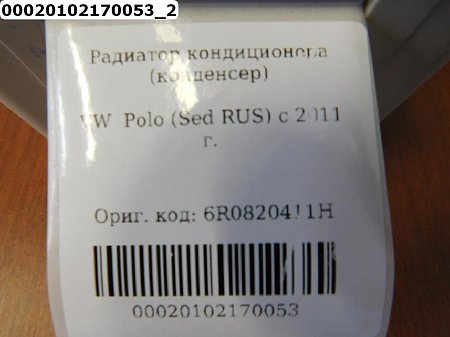 00020102170053_2
Радиатор кондиционера
(конденсер)
VW Polo (Sed RUS) с 2011
г.
Ориг. код: 6R0820411H
00020102170053